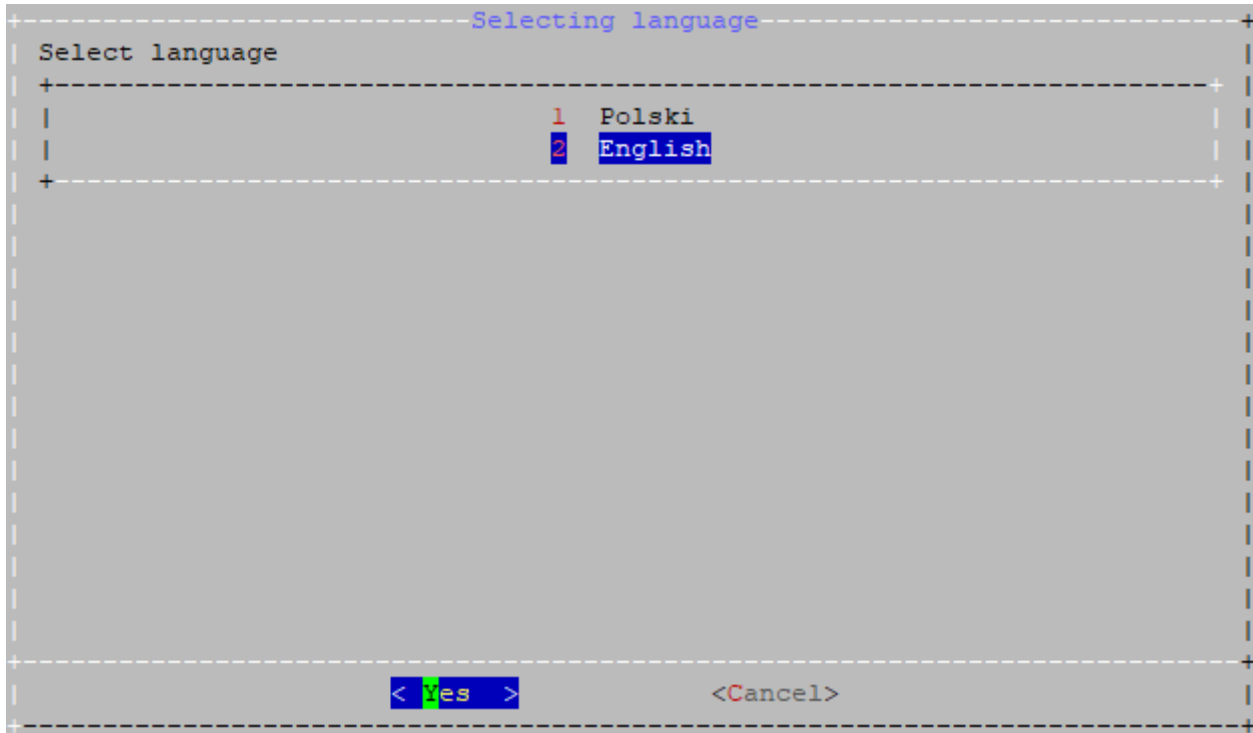 Selecting language
Select language
1 Polski
2 English
< Yes > <Cancel>